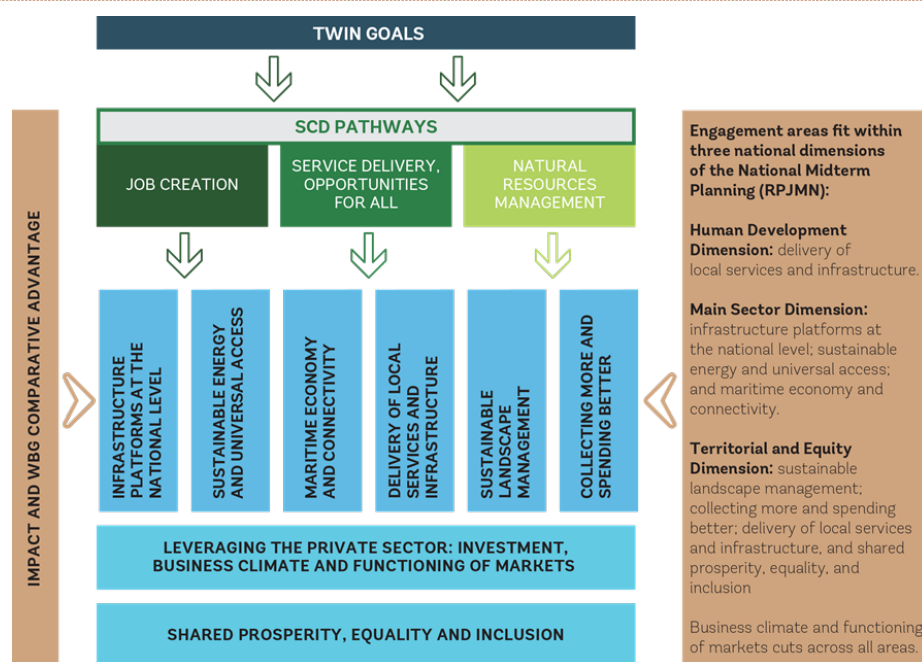 TWIN GOALS
SCD PATHWAYS
JOB CREATION
SERVICE DELIVERY,
OPPORTUNITIES
FOR ALL
NATURAL
RESOURCES
MANAGEMENT
IMPACT AND WBG COMPARATIVE ADVANTAGE
INFRASTRUCTURE
PLATFORMS AT THE
NATIONAL LEVEL
SUSTAINABLE ENERGY
AND UNIVERSAL ACCESS
MARITIME ECONOMY
AND CONNECTIVITY
DELIVERY OF LOCAL
SERVICES AND
INFRASTRUCTURE
SUSTAINABLE
LANDSCAPE
MANAGEMENT
COLLECTING MORE AND
SPENDING BETTER
LEVERAGING THE PRIVATE SECTOR: INVESTMENT,
BUSINESS CLIMATE AND FUNCTIONING OF MARKETS
SHARED PROSPERITY, EQUALITY AND INCLUSION
Engagement areas fit within
three national dimensions
of the National Midterm
Planning (RPJMN):
Human Development
Dimension: delivery of
local services and infrastructure.
Main Sector Dimension:
infrastructure platforms at
the national level; sustainable
energy and universal access;
and maritime economy and
connectivity.
Territorial and Equity
Dimension: sustainable
landscape management;
collecting more and spending
better; delivery of local services
and infrastructure, and shared
prosperity, equality, and
inclusion
Business climate and functioning
of markets cuts across all areas.